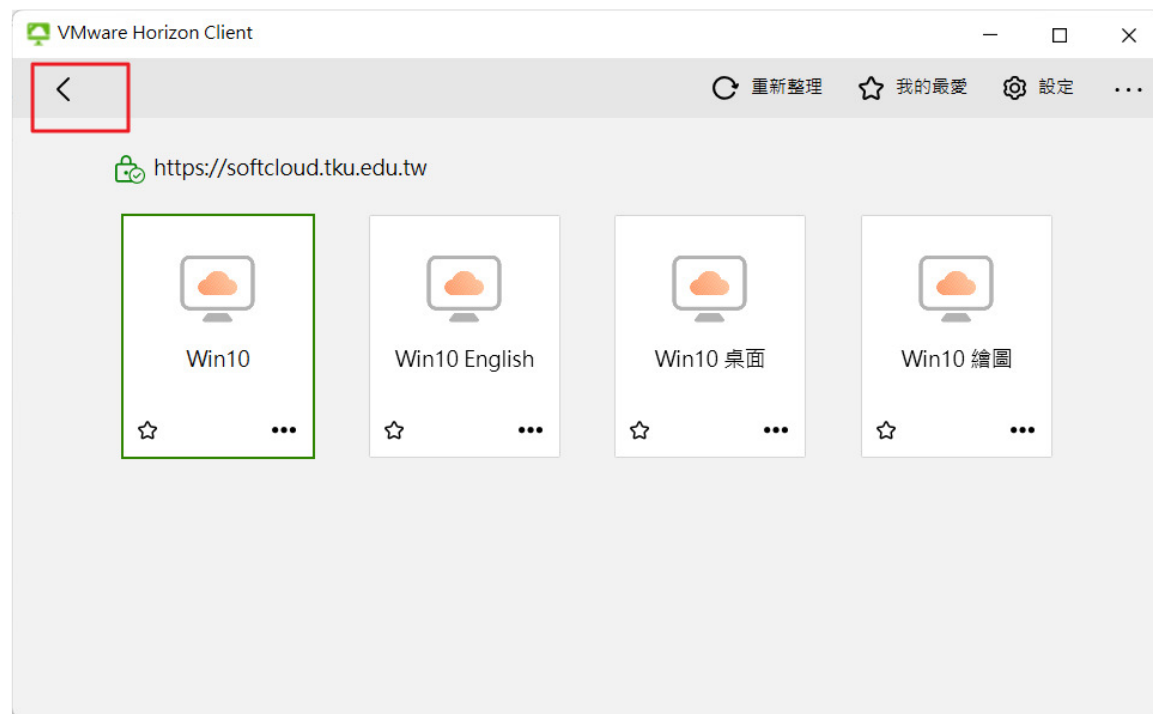 VMware Horizon Client
重新整理 我的最愛 設定
https://softcloud.tku.edu.tw
Win10 Win10 English Win10 桌面 Win10 繪圖